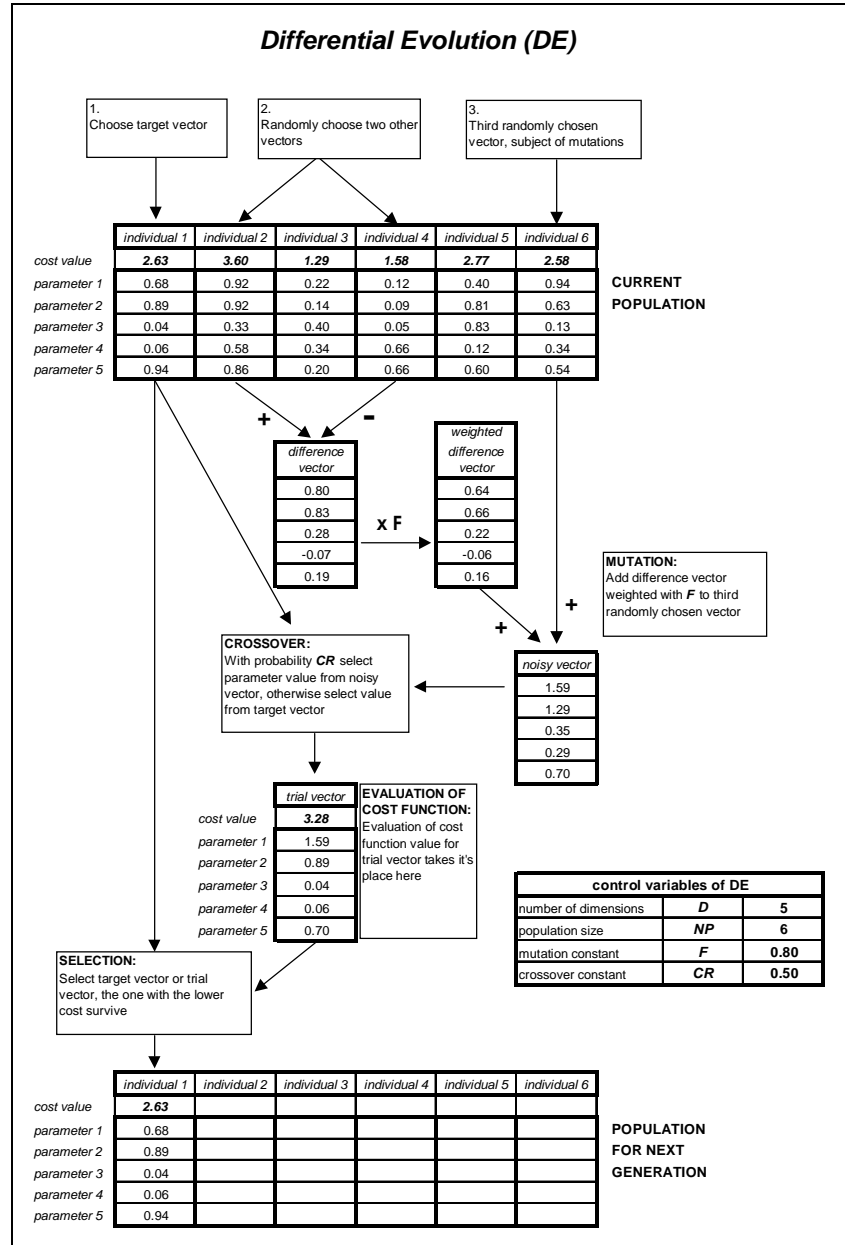 Differential Evolution (DE)
1.
Choose target vector
2.
Randomly choose two other
vectors
3.
Third randomly chosen
vector, subject of mutations
individual 1 individual 2 individual 3 individual 4 individual 5 individual 6
cost value 2.63 3.60 1.29 1.58 2.77 2.58
parameter 1 0.68 0.92 0.22 0.12 0.40 0.94 CURRENT
parameter 2 0.89 0.92 0.14 0.09 0.81 0.63 POPULATION
parameter 3 0.04 0.33 0.40 0.05 0.83 0.13
parameter 4 0.06 0.58 0.34 0.66 0.12 0.34
parameter 5 0.94 0.86 0.20 0.66 0.60 0.54
+ -
difference
vector
0.80
0.83
0.28
-0.07
0.19
x F
weighted
difference
vector
0.64
0.66
0.22
-0.06
0.16
MUTATION:
Add difference vector
weighted with F to third
randomly chosen vector
+
+
CROSSOVER:
With probability CR select
parameter value from noisy
vector, otherwise select value
from target vector
noisy vector
1.59
1.29
0.35
0.29
0.70
trial vector
cost value 3.28
parameter 1 1.59
parameter 2 0.89
parameter 3 0.04
parameter 4 0.06
parameter 5 0.70
EVALUATION OF
COST FUNCTION:
Evaluation of cost
function value for
trial vector takes it's
place here
control variables of DE
number of dimensions D 5
population size NP 6
mutation constant F 0.80
crossover constant CR 0.50
SELECTION:
Select target vector or trial
vector, the one with the lower
cost survive
individual 1 individual 2 individual 3 individual 4 individual 5 individual 6
cost value 2.63
parameter 1 0.68 POPULATION
parameter 2 0.89 FOR NEXT
parameter 3 0.04 GENERATION
parameter 4 0.06
parameter 5 0.94